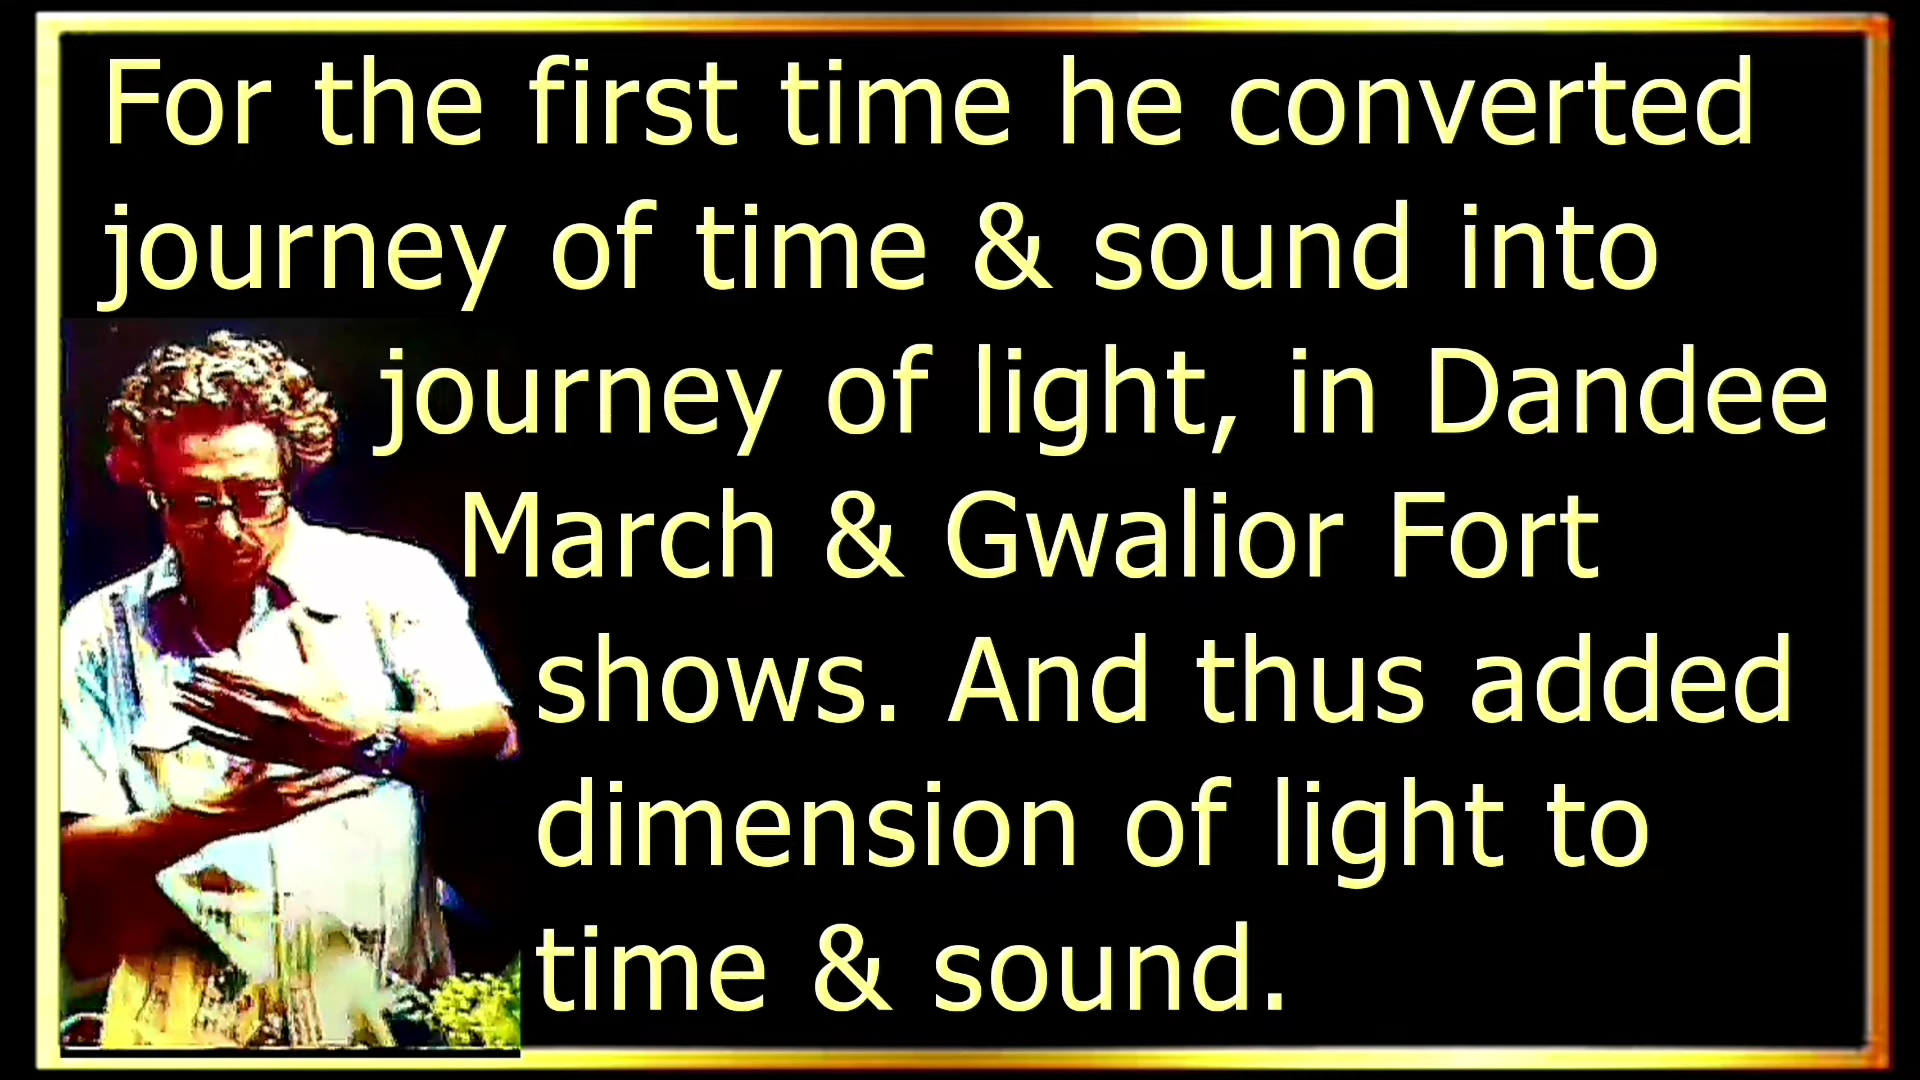 For the first time he converted
journey of time & sound into
journey of light, in Dandee
March & Gwalior Fort
shows. And thus added
dimension of light to
time & sound.